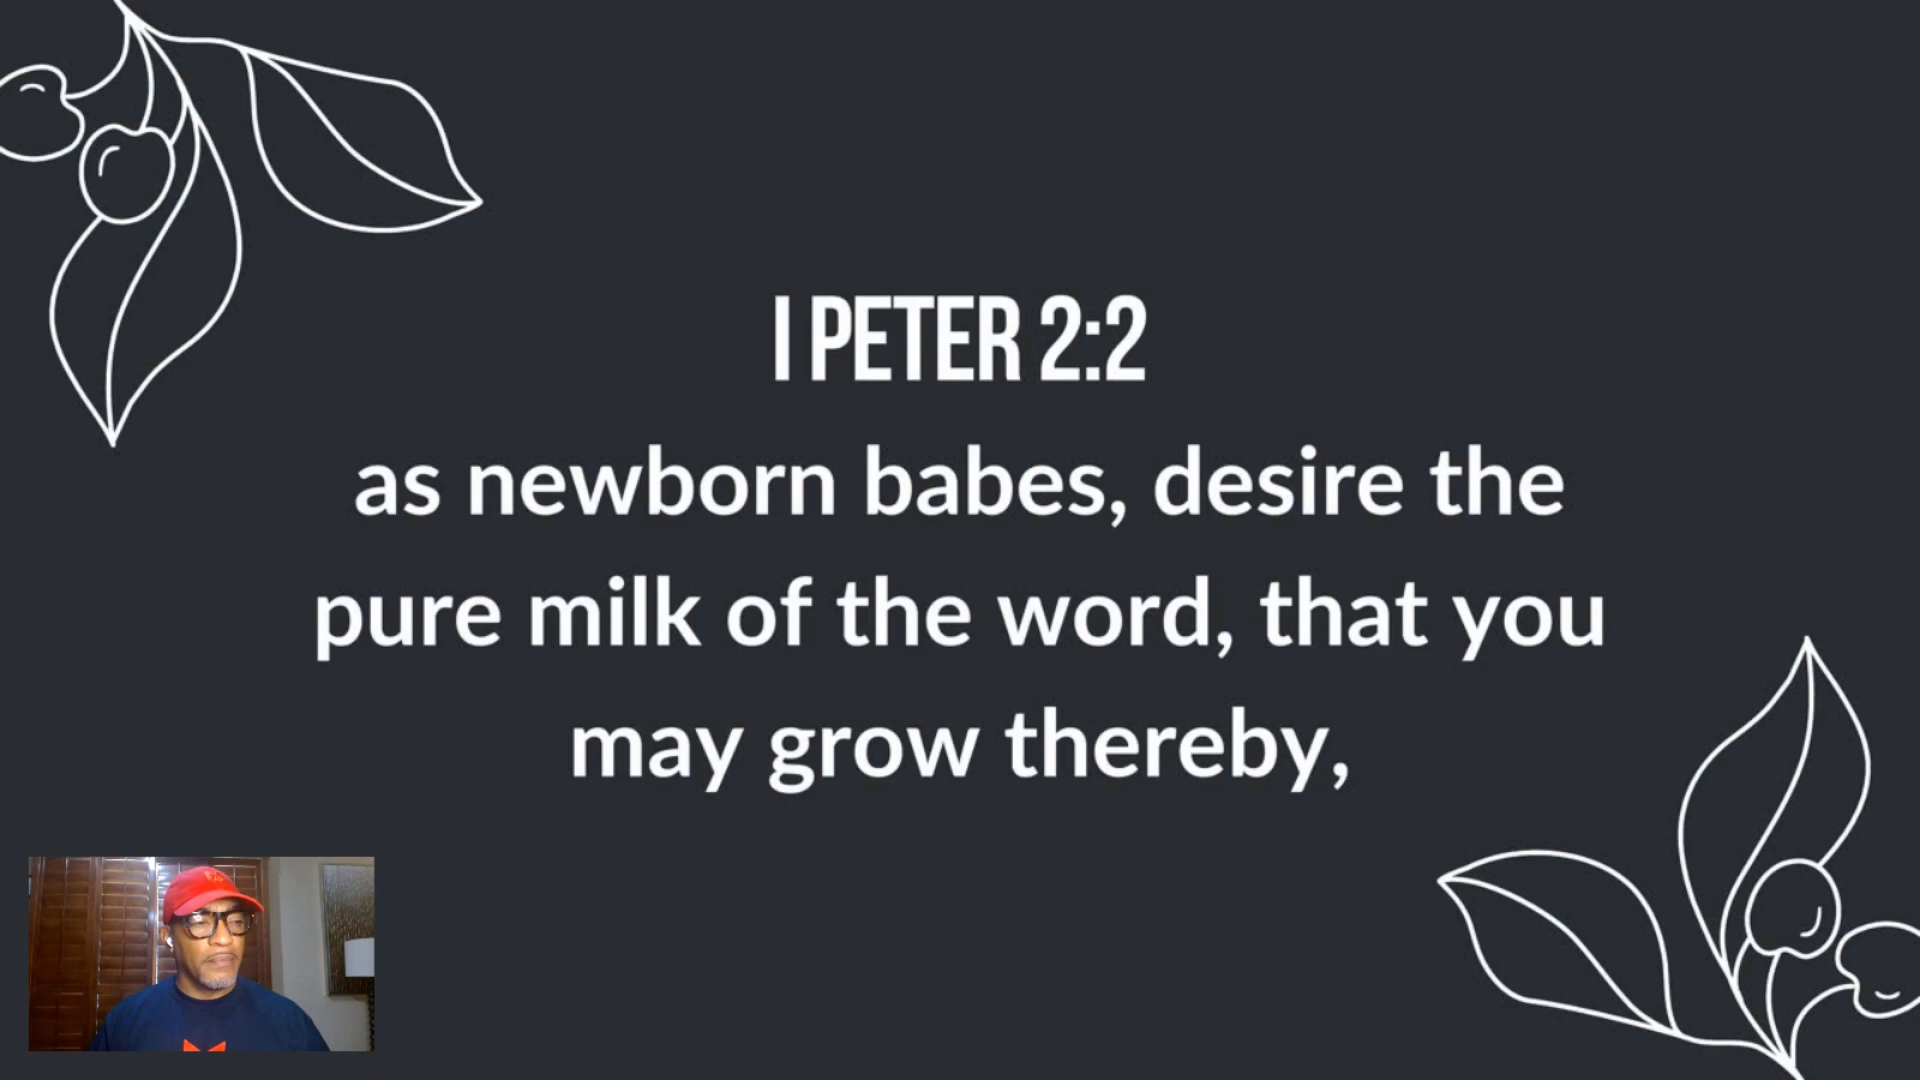 I PETER 2:2
as newborn babes, desire the
pure milk of the word, that you
may grow thereby,